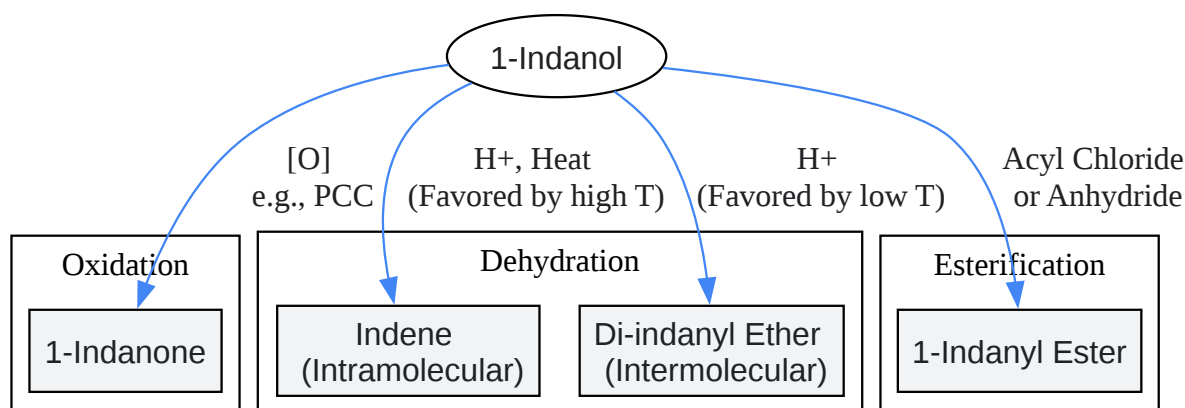 1-Indanol
[O]
e.g., PCC
H+, Heat
(Favored by high T)
H+
(Favored by low T)
Acyl Chloride
or Anhydride
Oxidation
1-Indanone
Dehydration
Indene
(Intramolecular)
Di-indanyl Ether
(Intermolecular)
Esterification
1-Indanyl Ester